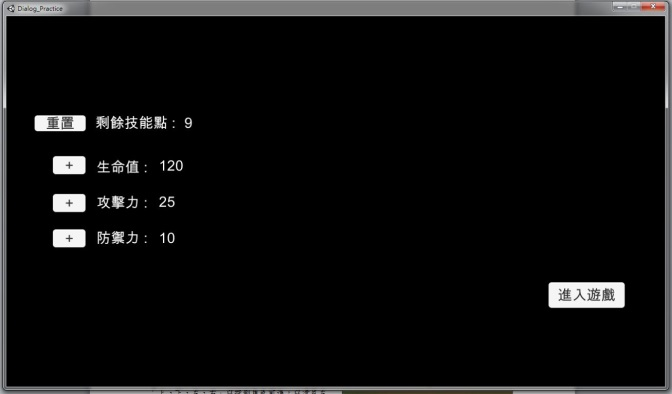 Dialog_Practice
重置 剩餘技能點： 9
+ 生命值： 120
+ 攻擊力： 25
+ 防禦力： 10
進入遊戲